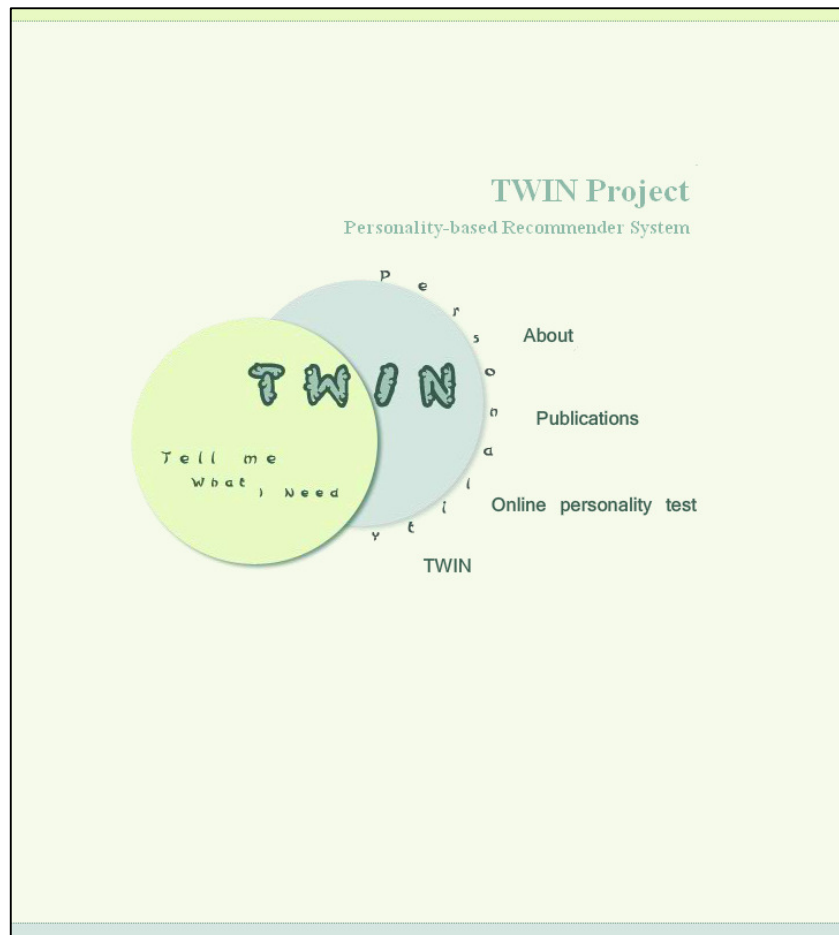 TWIN Project
Personality-based Recommender System
Personality
About
TWIN
Publications
Tell me
What I Need
Online personality test
TWIN